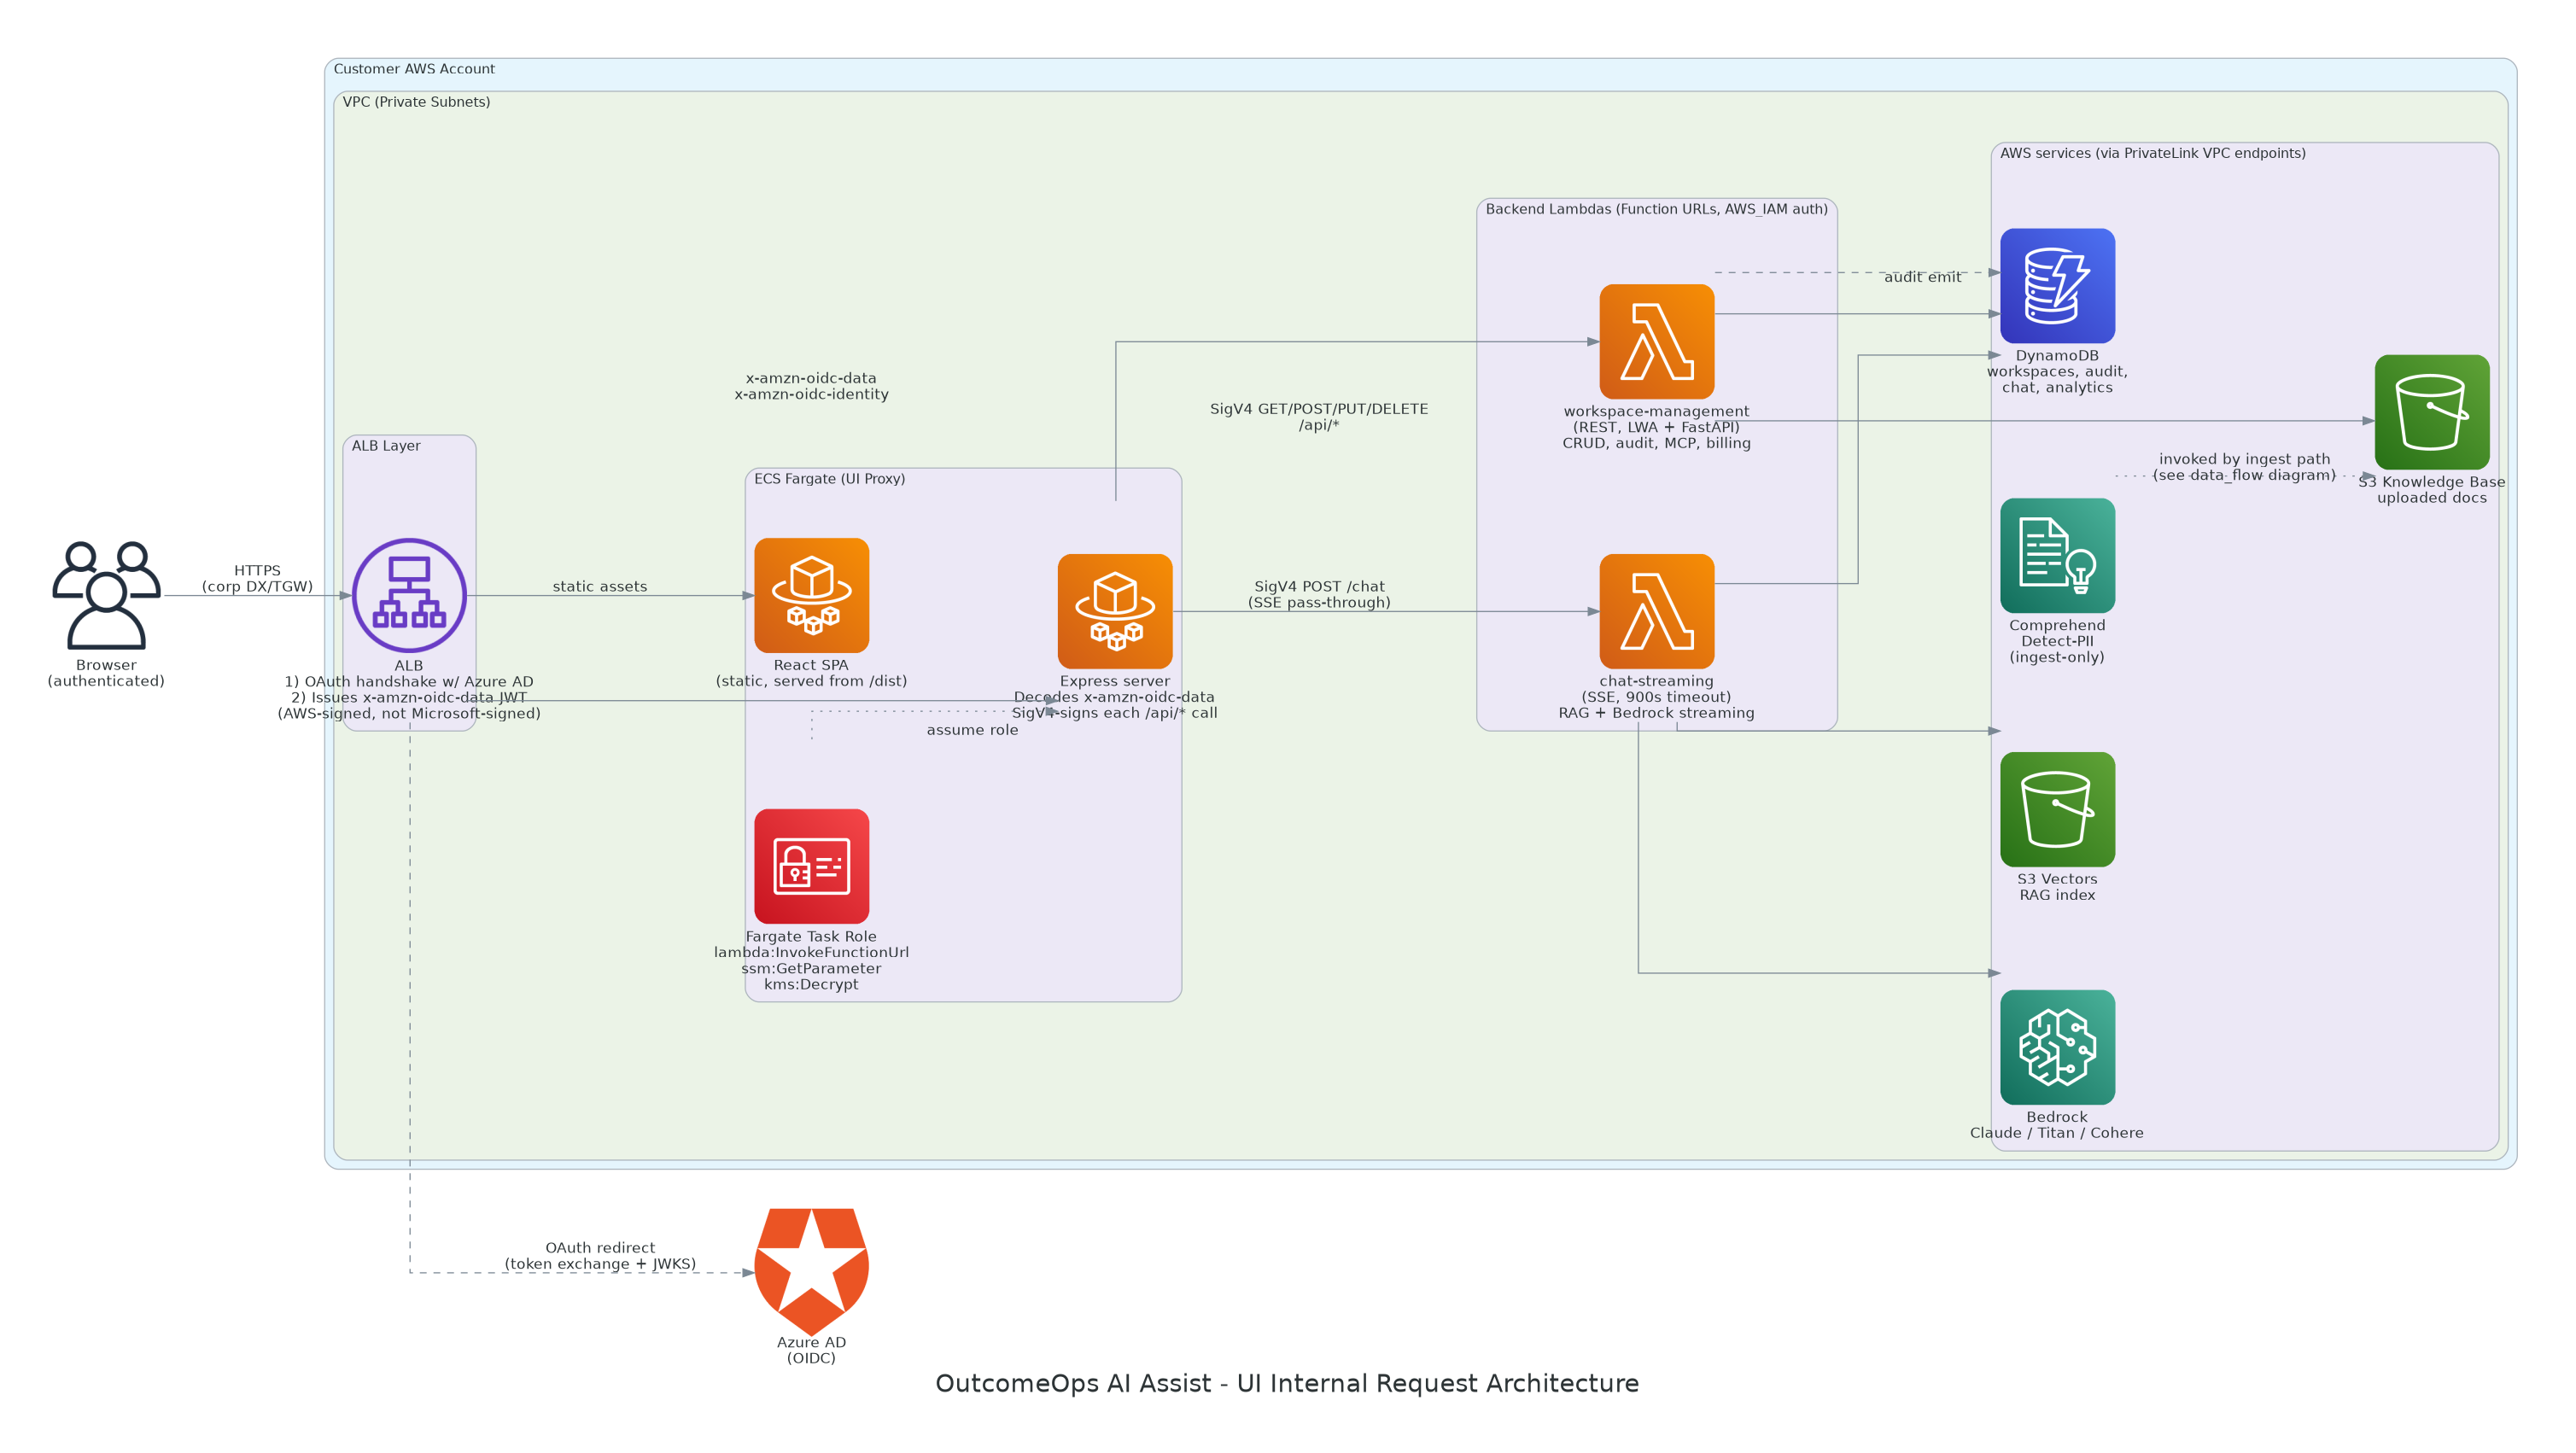 Customer AWS Account
VPC (Private Subnets)
AWS services (via PrivateLink VPC endpoints)
Backend Lambdas (Function URLs, AWS_IAM auth)
audit emit
DynamoDB
workspaces, audit,
chat, analytics
x-amzn-oidc-data
x-amzn-oidc-identity
SigV4 GET/POST/PUT/DELETE
/api/*
workspace-management
(REST, LWA + FastAPI)
CRUD, audit, MCP, billing
ALB Layer
invoked by ingest path
(see data_flow diagram)
S3 Knowledge Base
uploaded docs
ECS Fargate (UI Proxy)
HTTPS
(corp DX/TGW)
static assets
SigV4 POST /chat
(SSE pass-through)
Comprehend
Detect-PII
(ingest-only)
Browser
(authenticated)
ALB
1) OAuth handshake w/ Azure AD
2) Issues x-amzn-oidc-data JWT
(AWS-signed, not Microsoft-signed)
React SPA
(static, served from /dist)
Express server
Decodes x-amzn-oidc-data
SigV4-signs each /api/* call
assume role
chat-streaming
(SSE, 900s timeout)
RAG + Bedrock streaming
S3 Vectors
RAG index
Fargate Task Role
lambda:InvokeFunctionUrl
ssm:GetParameter
kms:Decrypt
Bedrock
Claude / Titan / Cohere
OAuth redirect
(token exchange + JWKS)
Azure AD
(OIDC)
OutcomeOps AI Assist - UI Internal Request Architecture